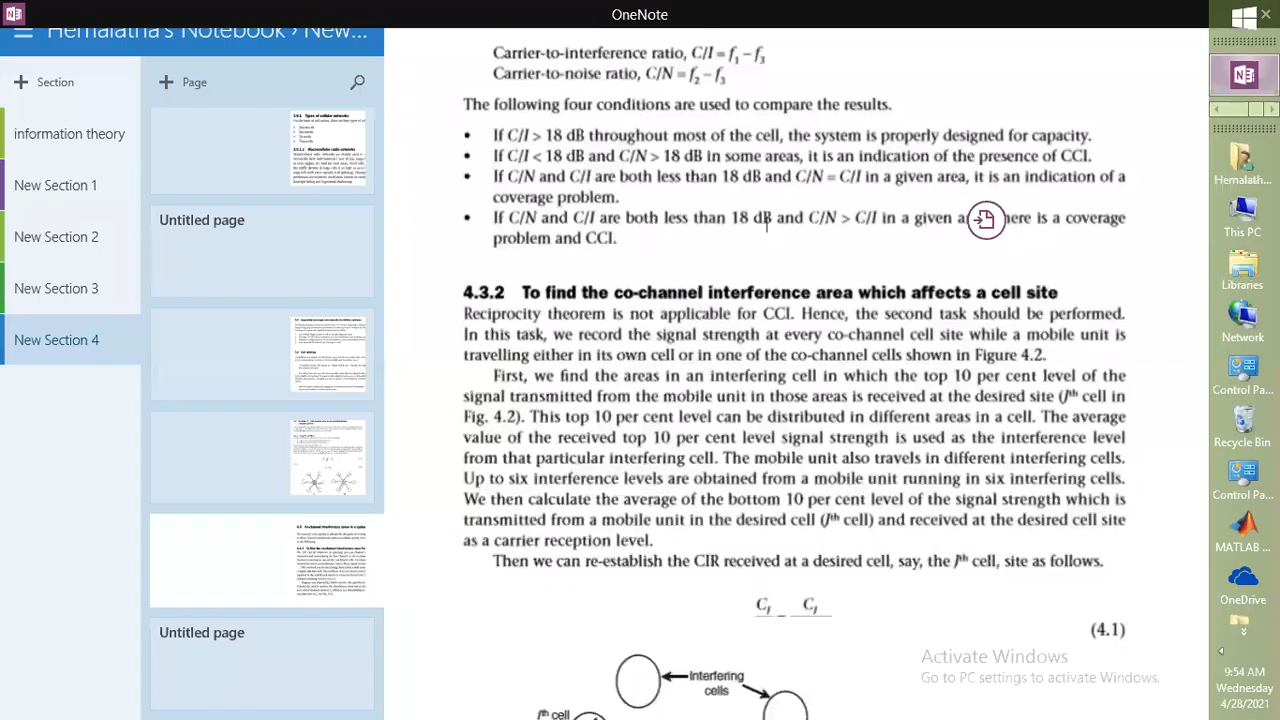 OneNote
Hemalatha's Notebook › New...
Section
Page
information theory
New Section 1
New Section 2
New Section 3
New Section 4
Untitled page
Untitled page
Carrier-to-interference ratio, C/I = f₁ − f₃
Carrier-to-noise ratio, C/N = f₂ − f₃
The following four conditions are used to compare the results.
• If C/I > 18 dB throughout most of the cell, the system is properly designed for capacity.
• If C/I < 18 dB and C/N > 18 dB in some areas, it is an indication of the presence of CCI.
• If C/N and C/I are both less than 18 dB and C/N = C/I in a given area, it is an indication of a
coverage problem.
• If C/N and C/I are both less than 18 dB and C/N > C/I in a given a here is a coverage
problem and CCI.
4.3.2 To find the co-channel interference area which affects a cell site
Reciprocity theorem is not applicable for CCI. Hence, the second task should be performed.
In this task, we record the signal strength at every co-channel cell site while a mobile unit is
travelling either in its own cell or in one of the co-channel cells shown in Figure 4.2.
First, we find the areas in an interfering cell in which the top 10 per cent level of the
signal transmitted from the mobile unit in those areas is received at the desired site (Jth cell in
Fig. 4.2). This top 10 per cent level can be distributed in different areas in a cell. The average
value of the received top 10 per cent level signal strength is used as the interference level
from that particular interfering cell. The mobile unit also travels in different interfering cells.
Up to six interference levels are obtained from a mobile unit running in six interfering cells.
We then calculate the average of the bottom 10 per cent level of the signal strength which is
transmitted from a mobile unit in the desired cell (Jth cell) and received at the desired cell site
as a carrier reception level.
Then we can re-establish the CIR received at a desired cell, say, the Jth cell, site as follows.
(4.1)
Interfering
cells
Jth cell
Activate Windows
Go to PC settings to activate Windows.
Hemalath...
This PC
Libraries
Network
Control Pa...
Recycle Bin
Control Pa...
MATLAB ...
OneDrive
9:54 AM
Wednesday
4/28/2021